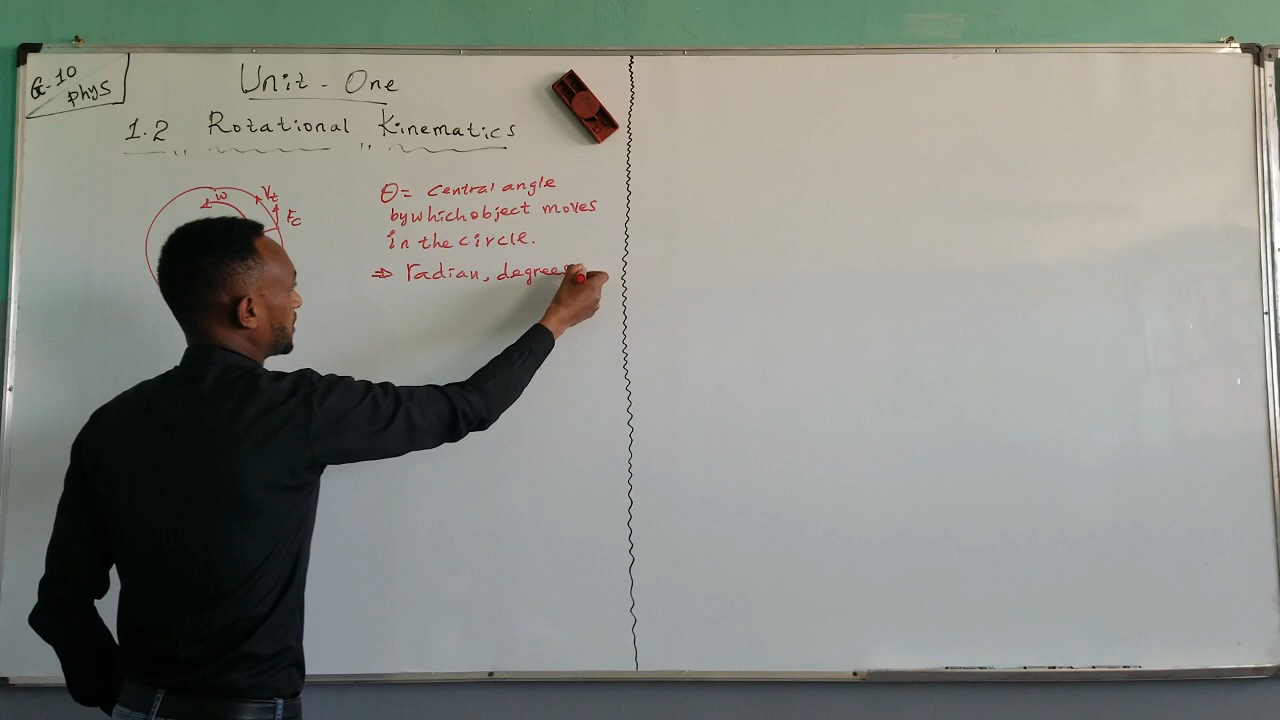 G-10
phys
Unit - One
1.2 Rotational Kinematics
w
Vt
Fc
θ = central angle
by which object moves
in the circle.
⇒ radian, degree